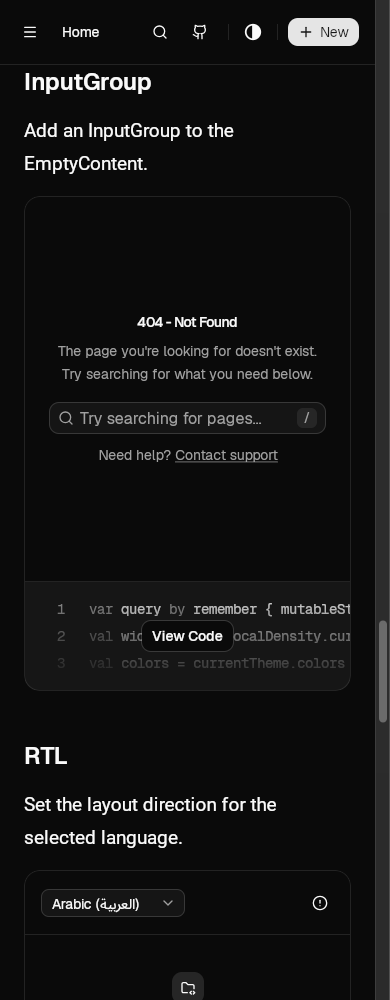 Home
New
InputGroup
Add an InputGroup to the
EmptyContent.
404 - Not Found
The page you're looking for doesn't exist.
Try searching for what you need below.
Try searching for pages...
/
Need help? Contact support
1 var query by remember { mutableSt
2 val ocalDensity.cur
View Code
3 val colors = currentTheme.colors
RTL
Set the layout direction for the
selected language.
Arabic (العربية)